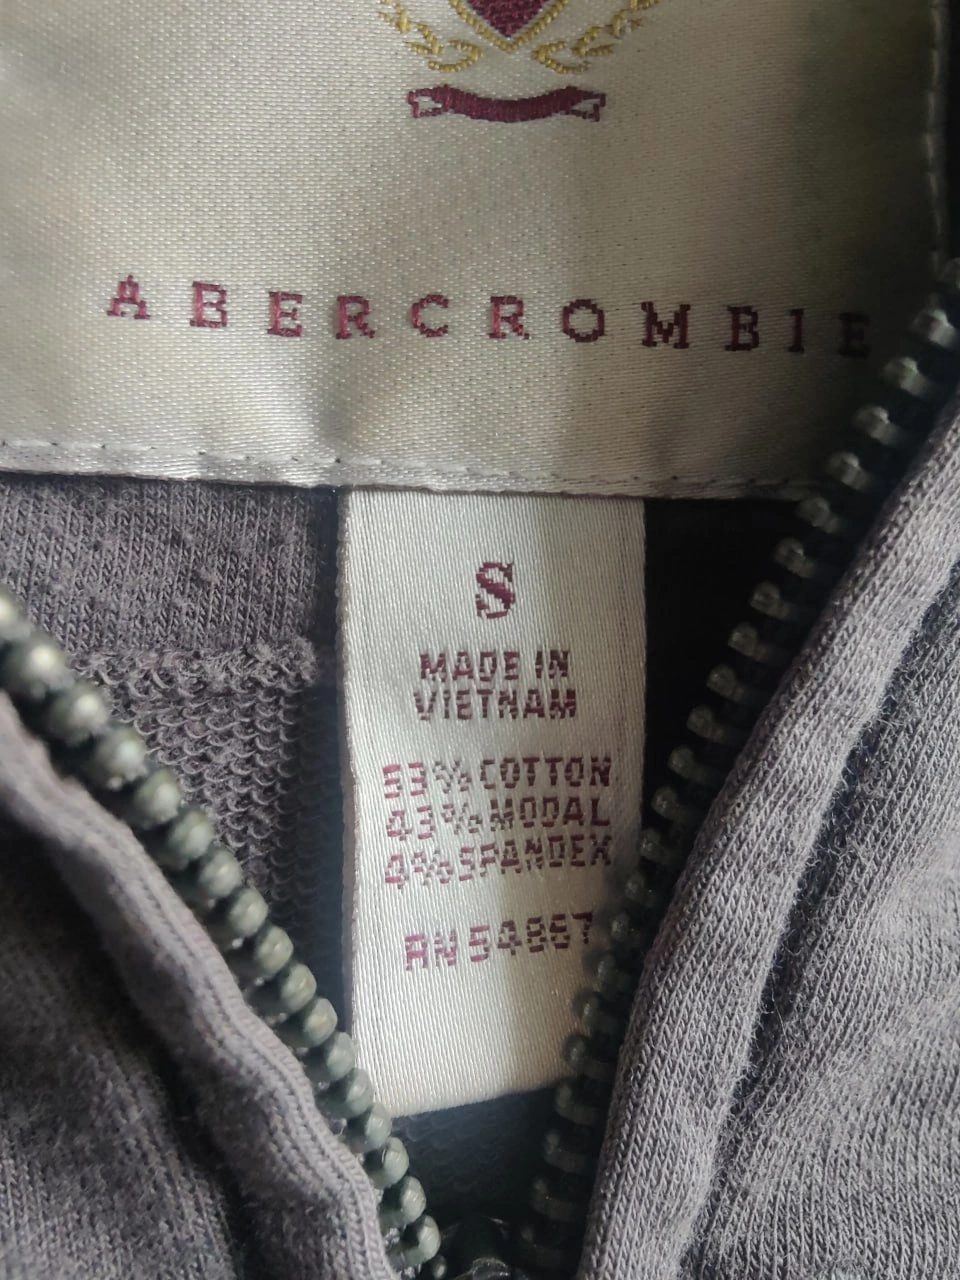 ABERCROMBIE
S
MADE IN
VIETNAM
53% COTTON
43% MODAL
4% SPANDEX
RN 54867